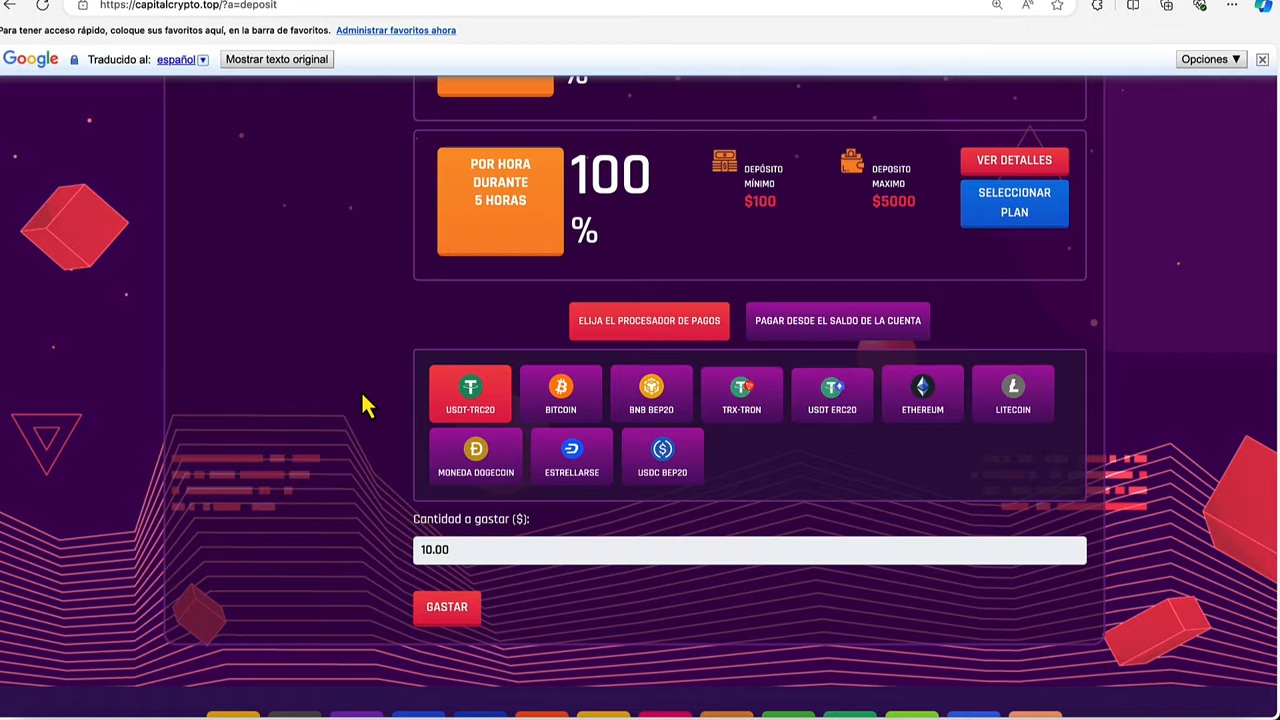 https://capitalcrypto.top/?a=deposit
Para tener acceso rápido, coloque sus favoritos aquí, en la barra de favoritos. Administrar favoritos ahora
Google Traducido al: español Mostrar texto original Opciones ▼
%
POR HORA
DURANTE
5 HORAS
100
%
DEPÓSITO
MÍNIMO
$100
DEPOSITO
MAXIMO
$5000
VER DETALLES
SELECCIONAR
PLAN
ELIJA EL PROCESADOR DE PAGOS
PAGAR DESDE EL SALDO DE LA CUENTA
USDT-TRC20
BITCOIN
BNB BEP20
TRX-TRON
USDT ERC20
ETHEREUM
LITECOIN
MONEDA DOGECOIN
ESTRELLARSE
USDC BEP20
Cantidad a gastar ($):
10.00
GASTAR